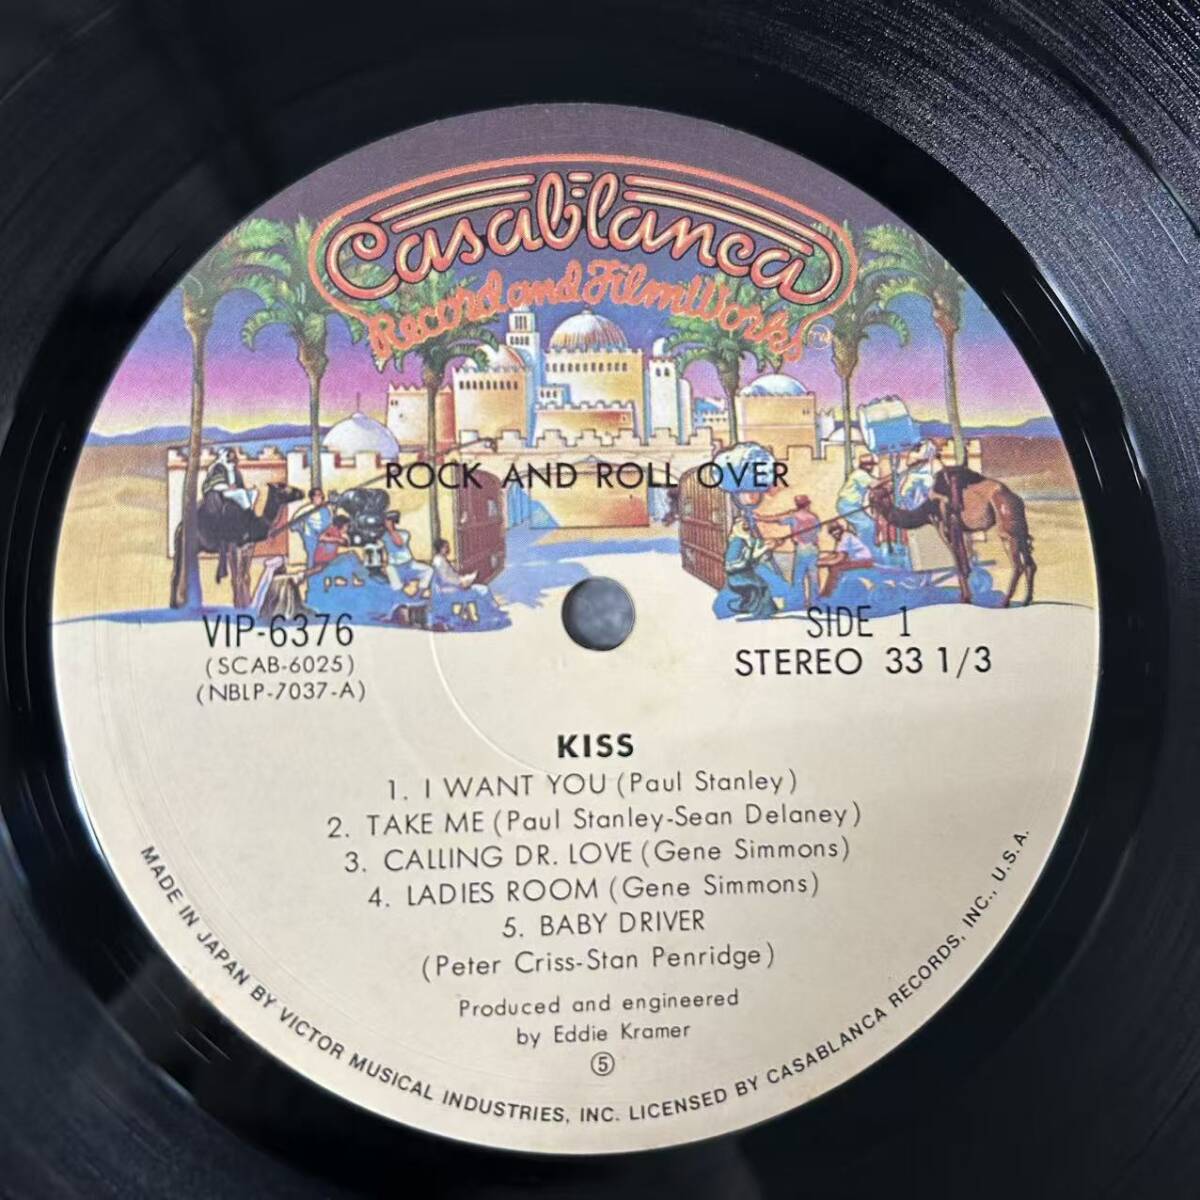 Casablanca
Record and FilmWorks
TM
ROCK AND ROLL OVER
VIP-6376
(SCAB-6025)
(NBLP-7037-A)
SIDE 1
STEREO 33 1/3
KISS
1. I WANT YOU (Paul Stanley)
2. TAKE ME (Paul Stanley-Sean Delaney)
3. CALLING DR. LOVE (Gene Simmons)
4. LADIES ROOM (Gene Simmons)
5. BABY DRIVER
(Peter Criss-Stan Penridge)
Produced and engineered
by Eddie Kramer
⑤
MADE IN JAPAN BY VICTOR MUSICAL INDUSTRIES, INC. LICENSED BY CASABLANCA RECORDS, INC., U.S.A.